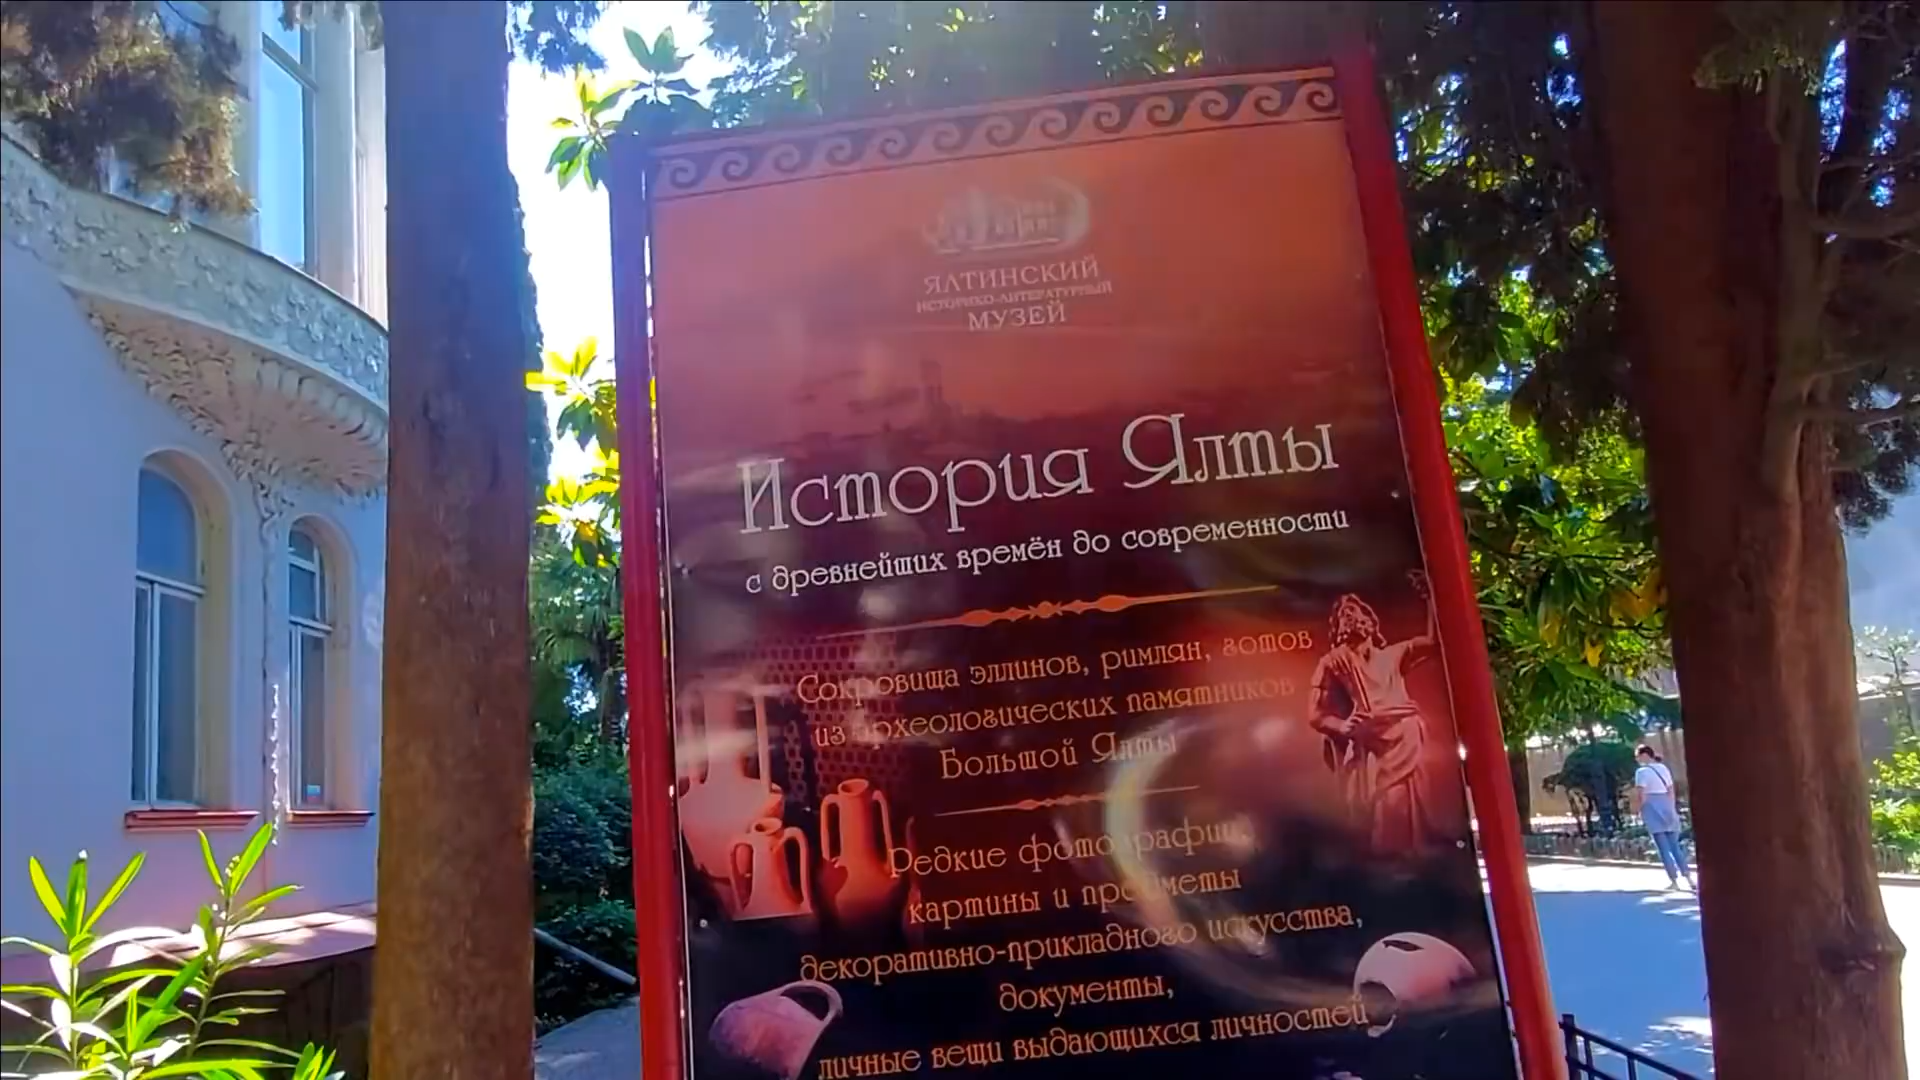 ЯЛТИНСКИЙ
ИСТОРИКО-ЛИТЕРАТУРНЫЙ
МУЗЕЙ
История Ялты
с древнейших времён до современности
Сокровища эллинов, римлян, готов
из археологических памятников
Большой Ялты
Редкие фотографии,
картины и предметы
декоративно-прикладного искусства,
документы,
личные вещи выдающихся личностей